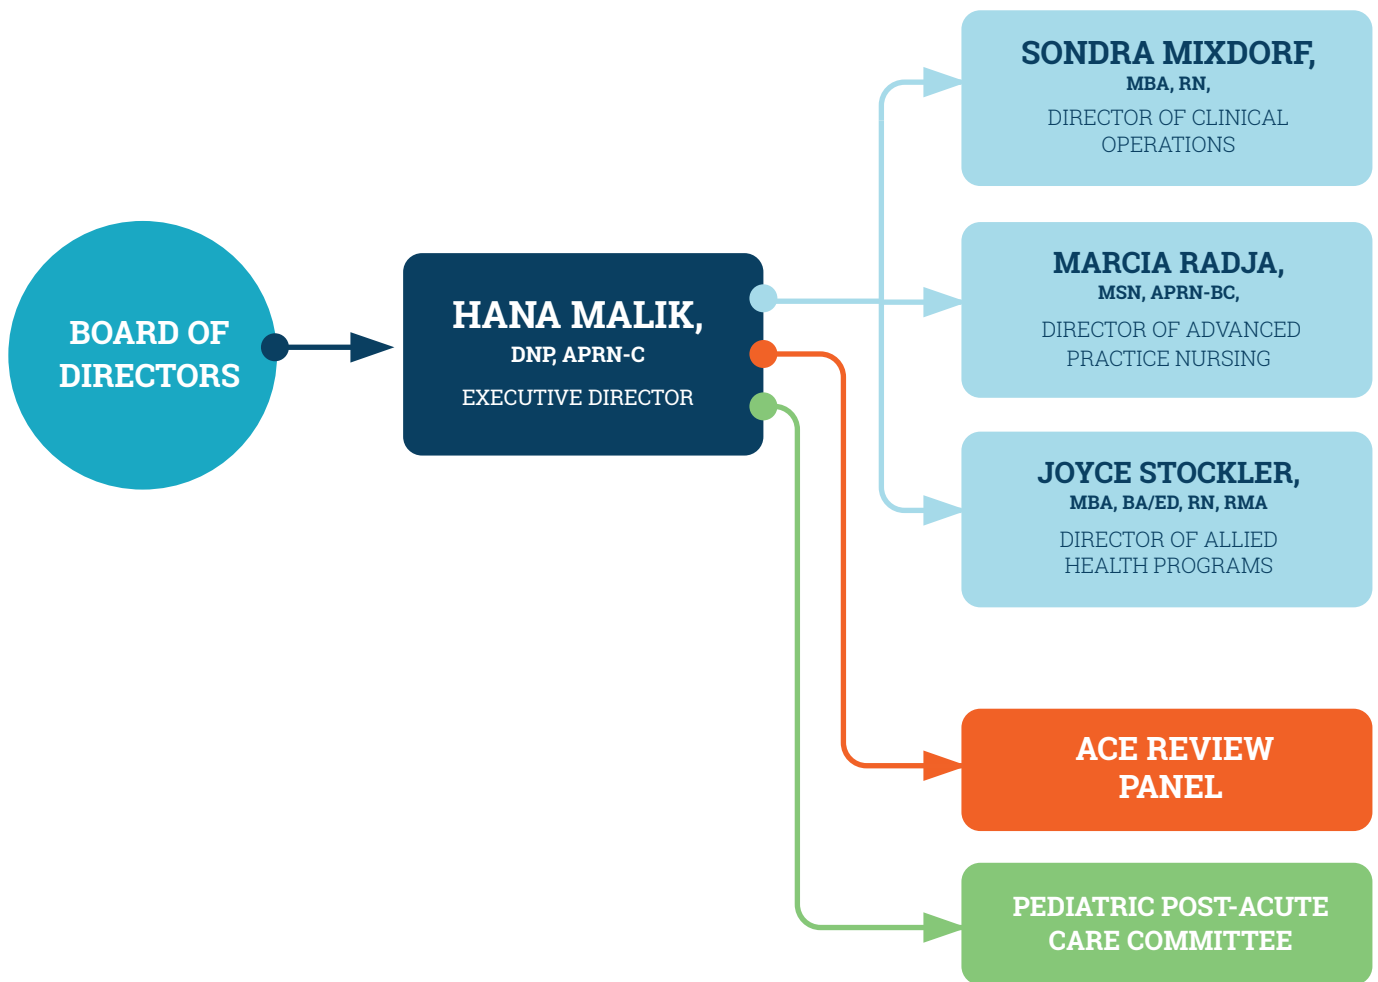 BOARD OF
DIRECTORS
HANA MALIK,
DNP, APRN-C
EXECUTIVE DIRECTOR
SONDRA MIXDORF,
MBA, RN,
DIRECTOR OF CLINICAL
OPERATIONS
MARCIA RADJA,
MSN, APRN-BC,
DIRECTOR OF ADVANCED
PRACTICE NURSING
JOYCE STOCKLER,
MBA, BA/ED, RN, RMA
DIRECTOR OF ALLIED
HEALTH PROGRAMS
ACE REVIEW
PANEL
PEDIATRIC POST-ACUTE
CARE COMMITTEE